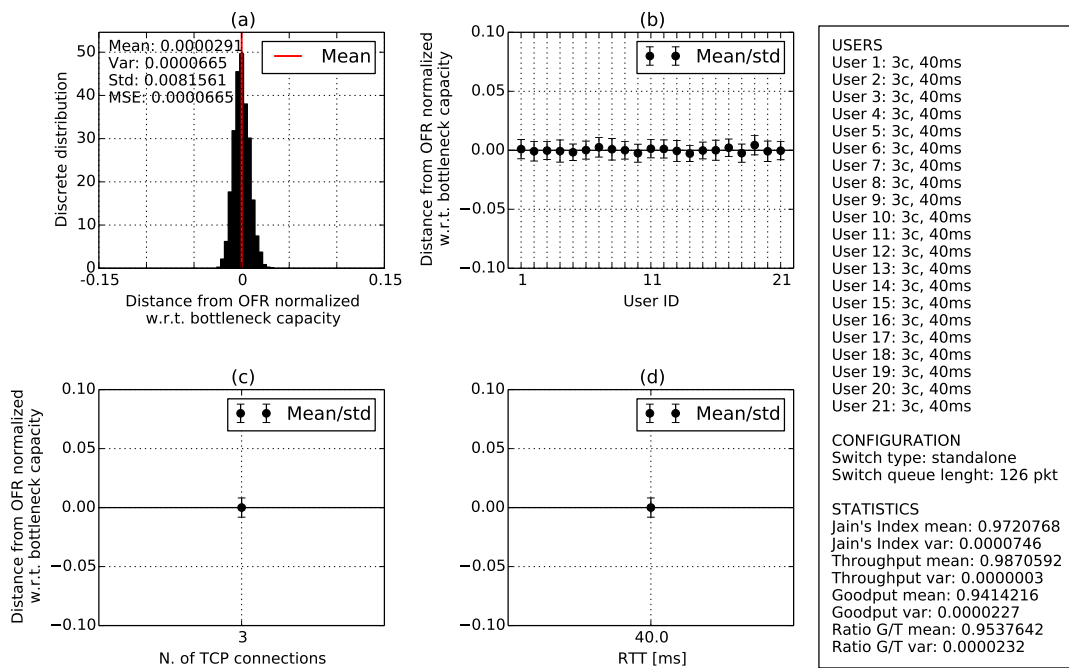 (a)
Mean: 0.0000291
Var: 0.0000665
Std: 0.0081561
MSE: 0.0000665
Mean
Discrete distribution
50
40
30
20
10
0
-0.15
0
0.15
Distance from OFR normalized
w.r.t. bottleneck capacity
(b)
Mean/std
Distance from OFR normalized
w.r.t. bottleneck capacity
0.10
0.05
0.00
−0.05
−0.10
1
11
21
User ID
(c)
Mean/std
Distance from OFR normalized
w.r.t. bottleneck capacity
0.10
0.05
0.00
−0.05
−0.10
3
N. of TCP connections
(d)
Mean/std
0.10
0.05
0.00
−0.05
−0.10
40.0
RTT [ms]
USERS
User 1: 3c, 40ms
User 2: 3c, 40ms
User 3: 3c, 40ms
User 4: 3c, 40ms
User 5: 3c, 40ms
User 6: 3c, 40ms
User 7: 3c, 40ms
User 8: 3c, 40ms
User 9: 3c, 40ms
User 10: 3c, 40ms
User 11: 3c, 40ms
User 12: 3c, 40ms
User 13: 3c, 40ms
User 14: 3c, 40ms
User 15: 3c, 40ms
User 16: 3c, 40ms
User 17: 3c, 40ms
User 18: 3c, 40ms
User 19: 3c, 40ms
User 20: 3c, 40ms
User 21: 3c, 40ms
CONFIGURATION
Switch type: standalone
Switch queue lenght: 126 pkt
STATISTICS
Jain's Index mean: 0.9720768
Jain's Index var: 0.0000746
Throughput mean: 0.9870592
Throughput var: 0.0000003
Goodput mean: 0.9414216
Goodput var: 0.0000227
Ratio G/T mean: 0.9537642
Ratio G/T var: 0.0000232